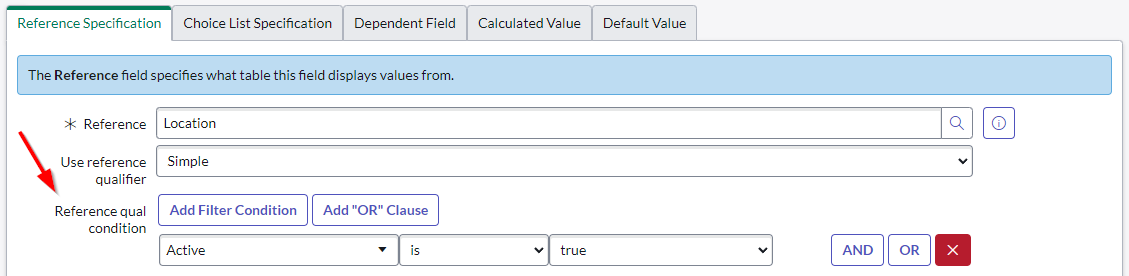 Reference Specification Choice List Specification Dependent Field Calculated Value Default Value
The Reference field specifies what table this field displays values from.
Reference Location
Use reference qualifier Simple
Reference qual condition Add Filter Condition Add "OR" Clause
Active is true AND OR